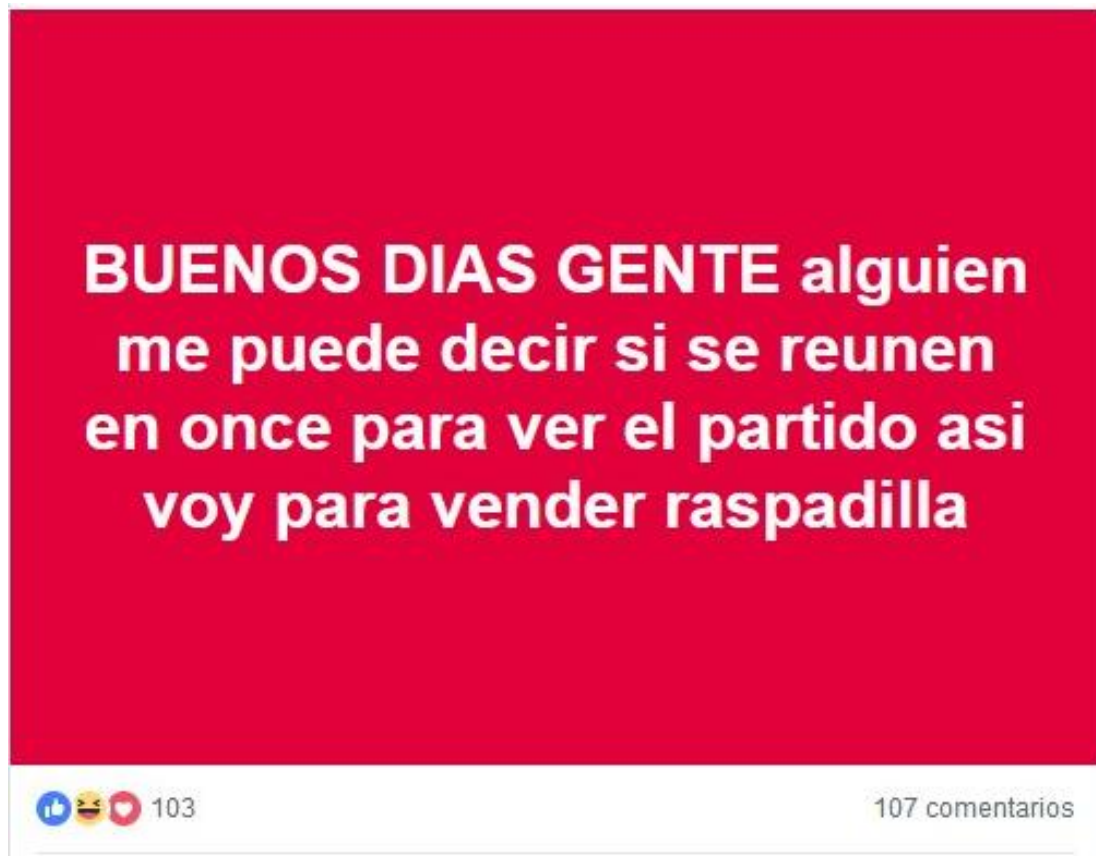 BUENOS DIAS GENTE alguien
me puede decir si se reunen
en once para ver el partido asi
voy para vender raspadilla
103
107 comentarios